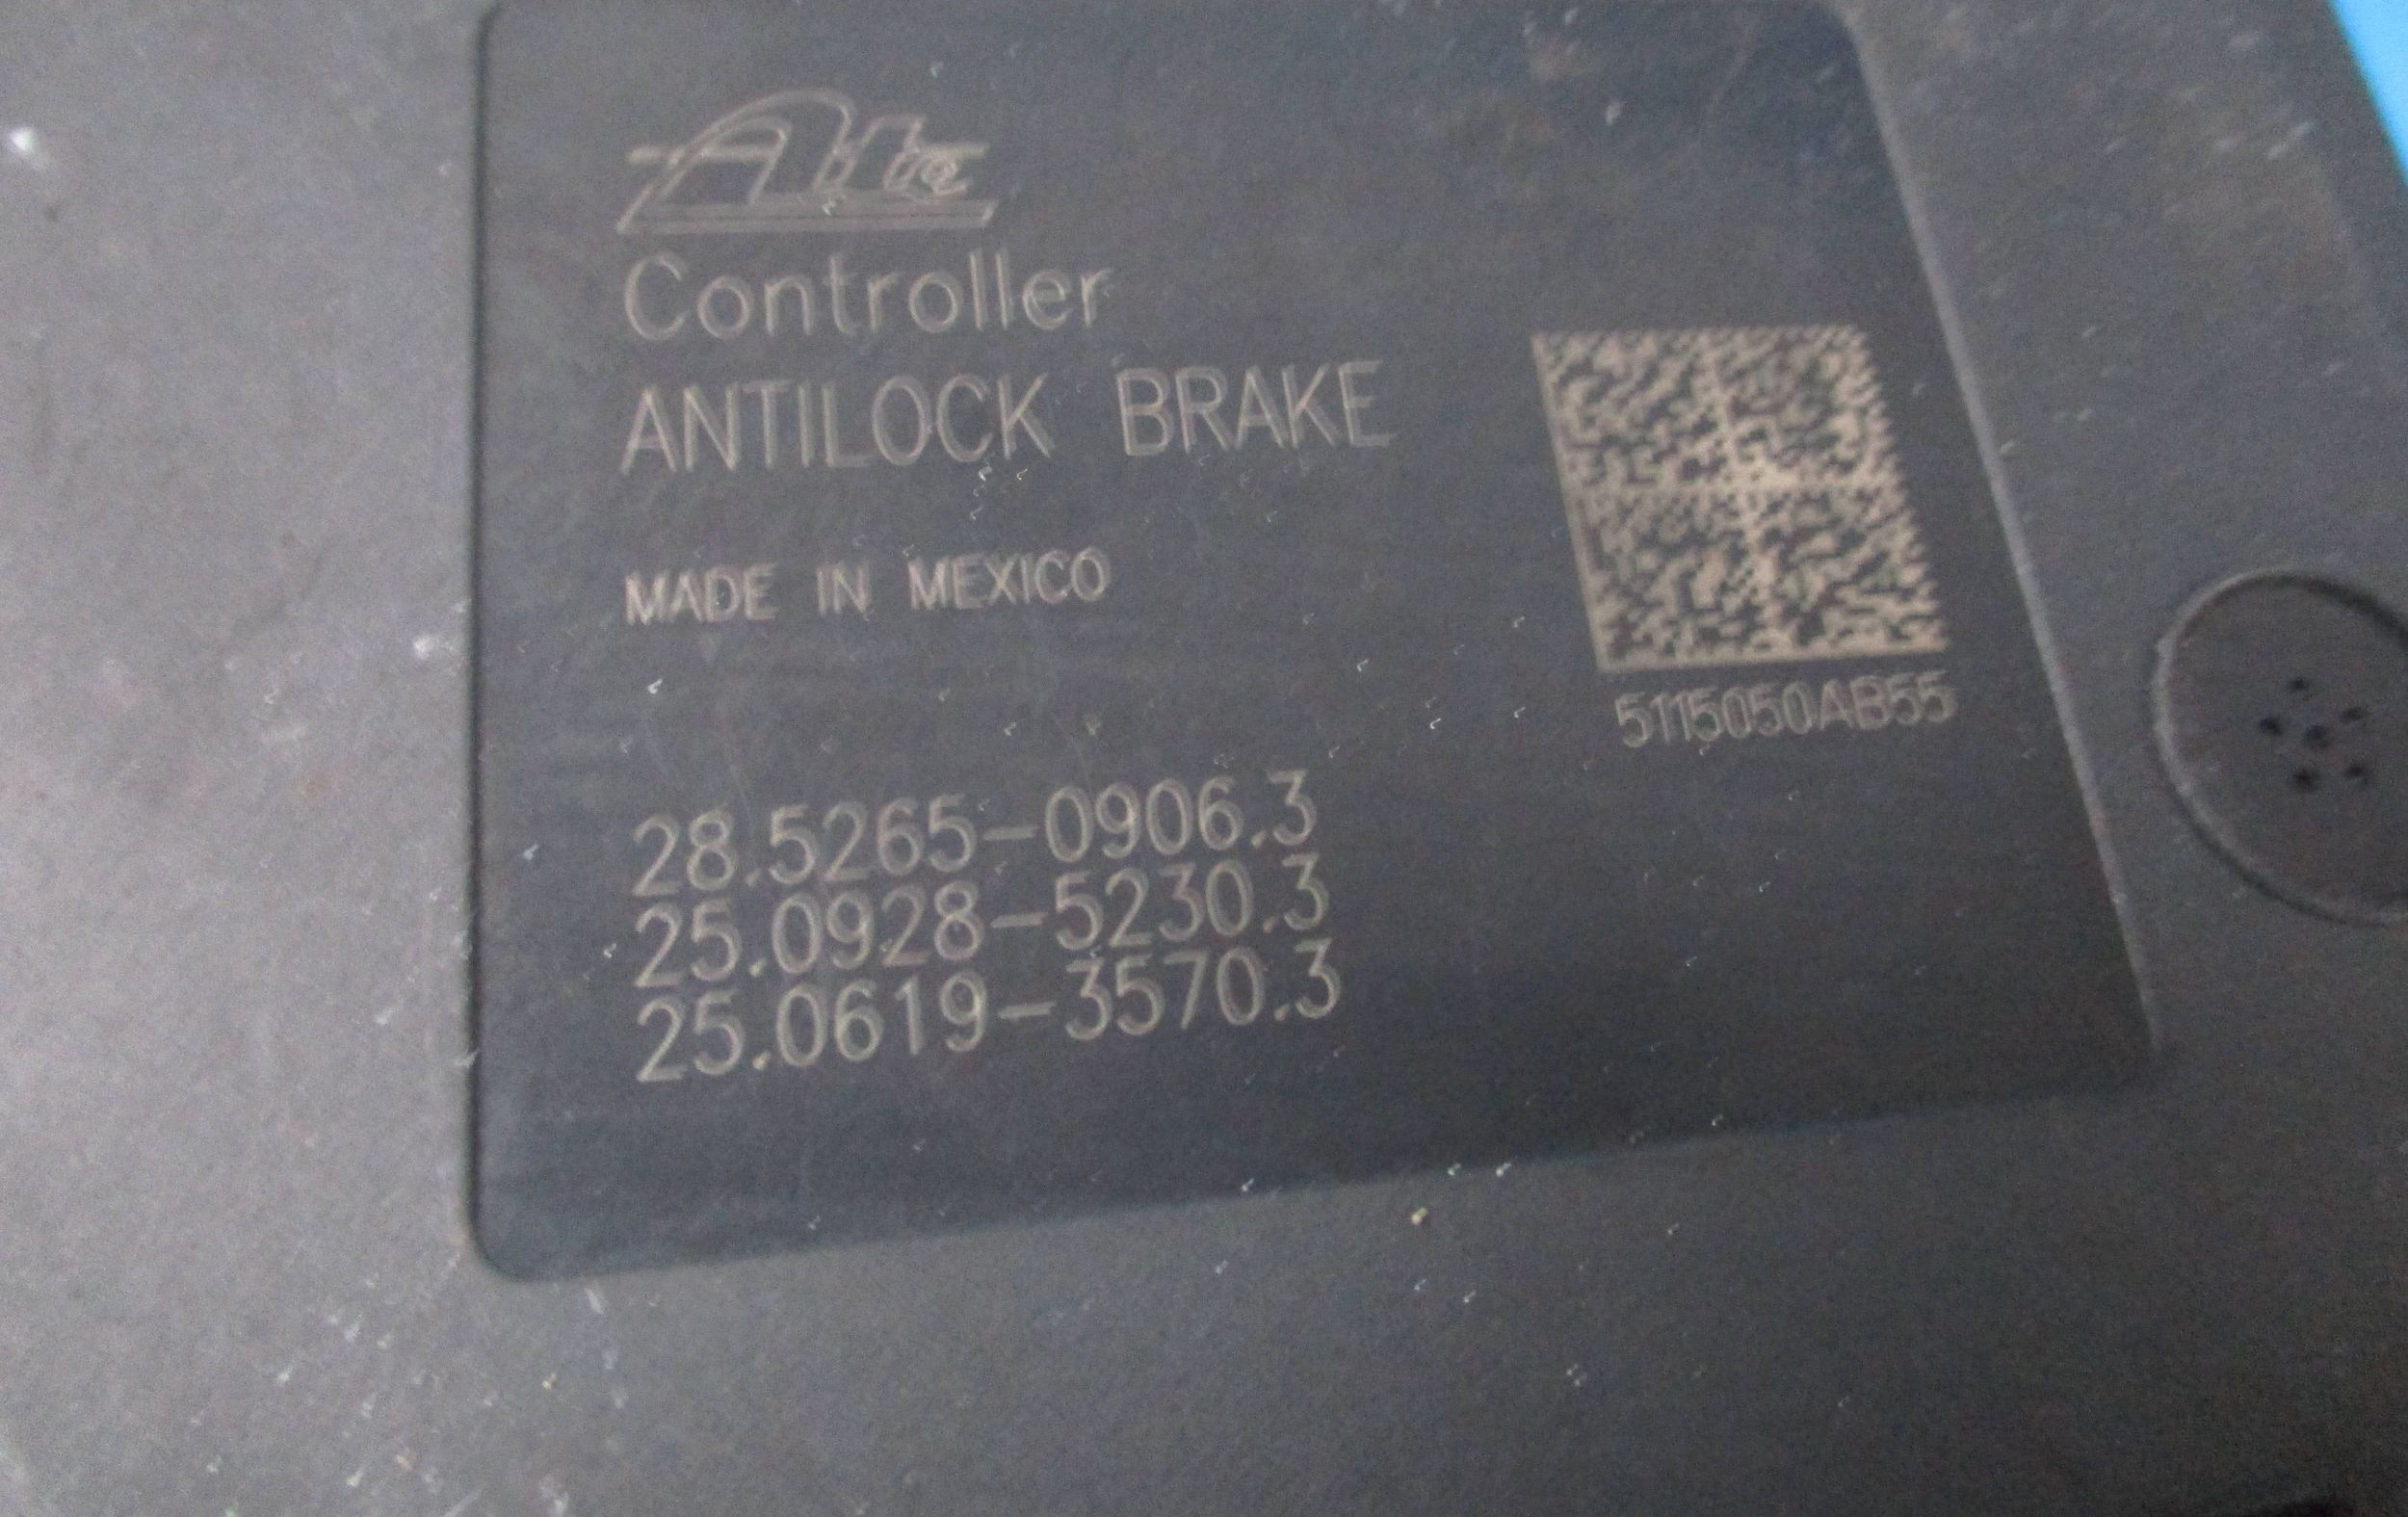 Ate
Controller
ANTILOCK BRAKE
MADE IN MEXICO
5115050AB55
28.5265-0906.3
25.0928-5230.3
25.0619-3570.3